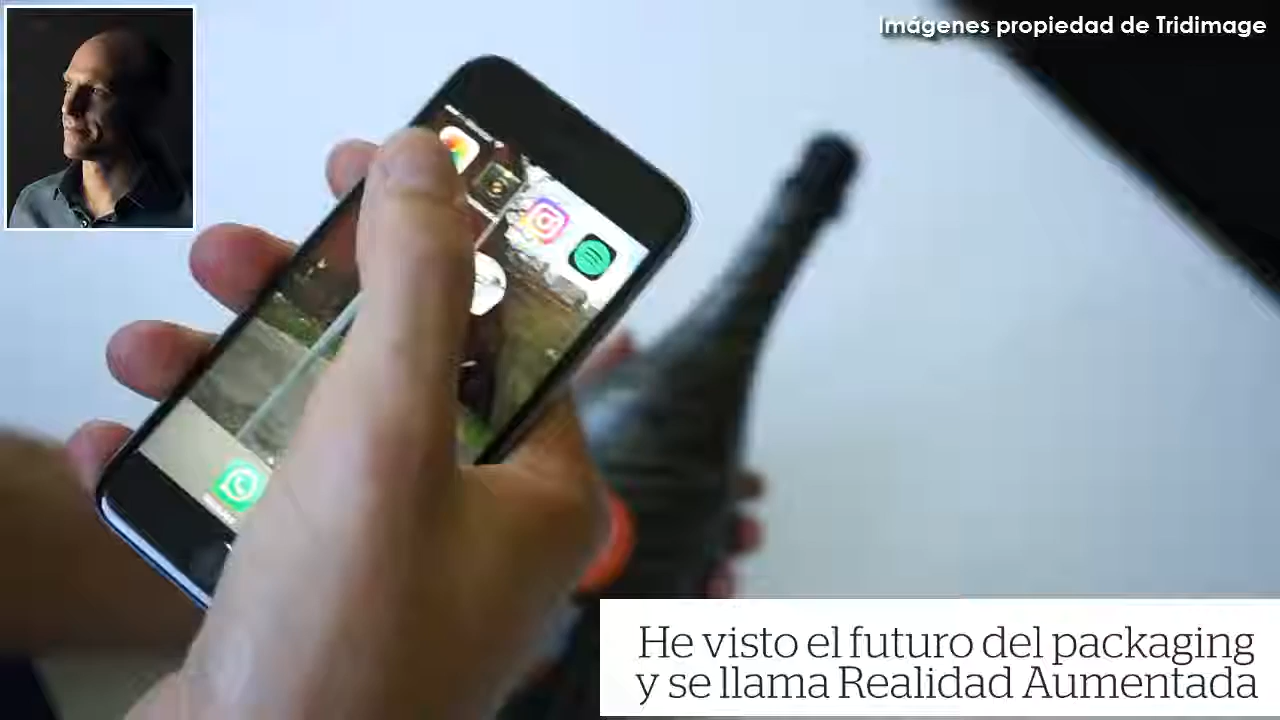 Imágenes propiedad de Tridimage
He visto el futuro del packaging
y se llama Realidad Aumentada